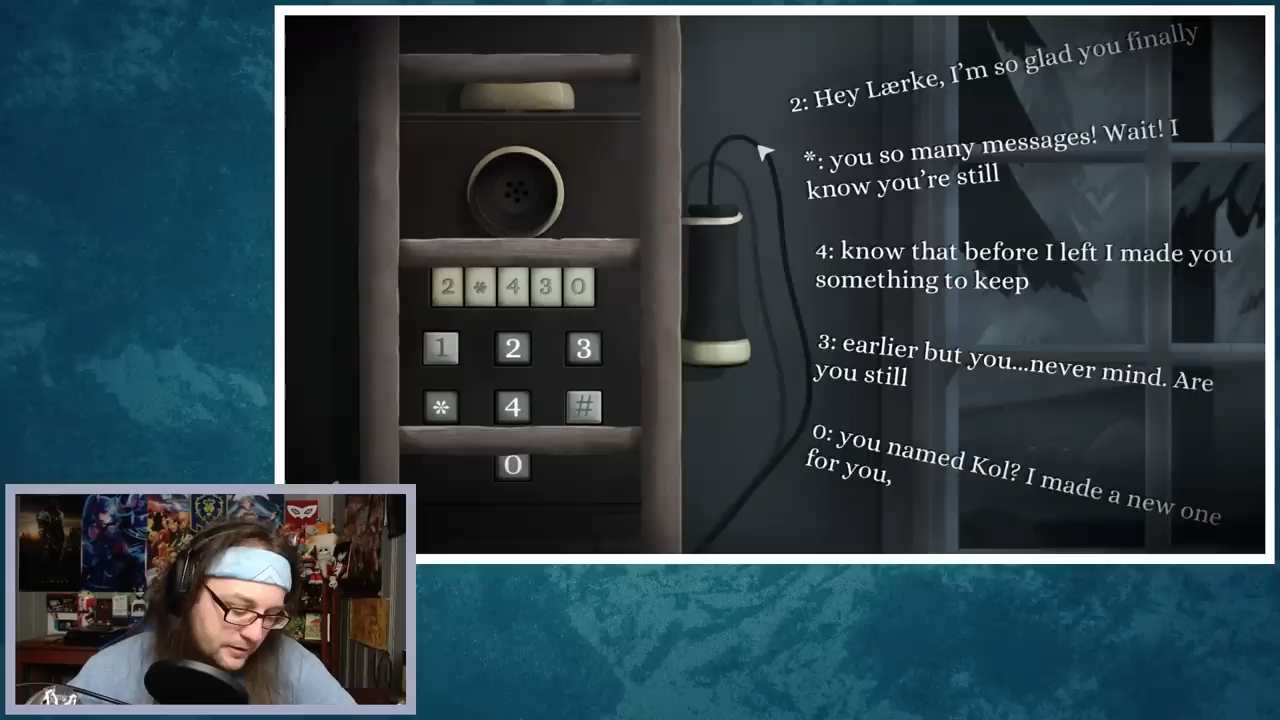 2: Hey Lærke, I'm so glad you finally
*: you so many messages! Wait! I
know you're still
4: know that before I left I made you
something to keep
3: earlier but you...never mind. Are
you still
0: you named Kol? I made a new one
for you,
2 * 4 3 0
1 2 3
* 4 #
0